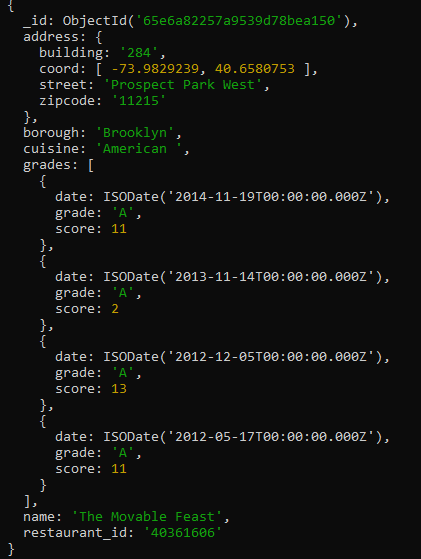 {
  _id: ObjectId('65e6a82257a9539d78bea150'),
  address: {
    building: '284',
    coord: [ -73.9829239, 40.6580753 ],
    street: 'Prospect Park West',
    zipcode: '11215'
  },
  borough: 'Brooklyn',
  cuisine: 'American ',
  grades: [
    {
      date: ISODate('2014-11-19T00:00:00.000Z'),
      grade: 'A',
      score: 11
    },
    {
      date: ISODate('2013-11-14T00:00:00.000Z'),
      grade: 'A',
      score: 2
    },
    {
      date: ISODate('2012-12-05T00:00:00.000Z'),
      grade: 'A',
      score: 13
    },
    {
      date: ISODate('2012-05-17T00:00:00.000Z'),
      grade: 'A',
      score: 11
    }
  ],
  name: 'The Movable Feast',
  restaurant_id: '40361606'
}